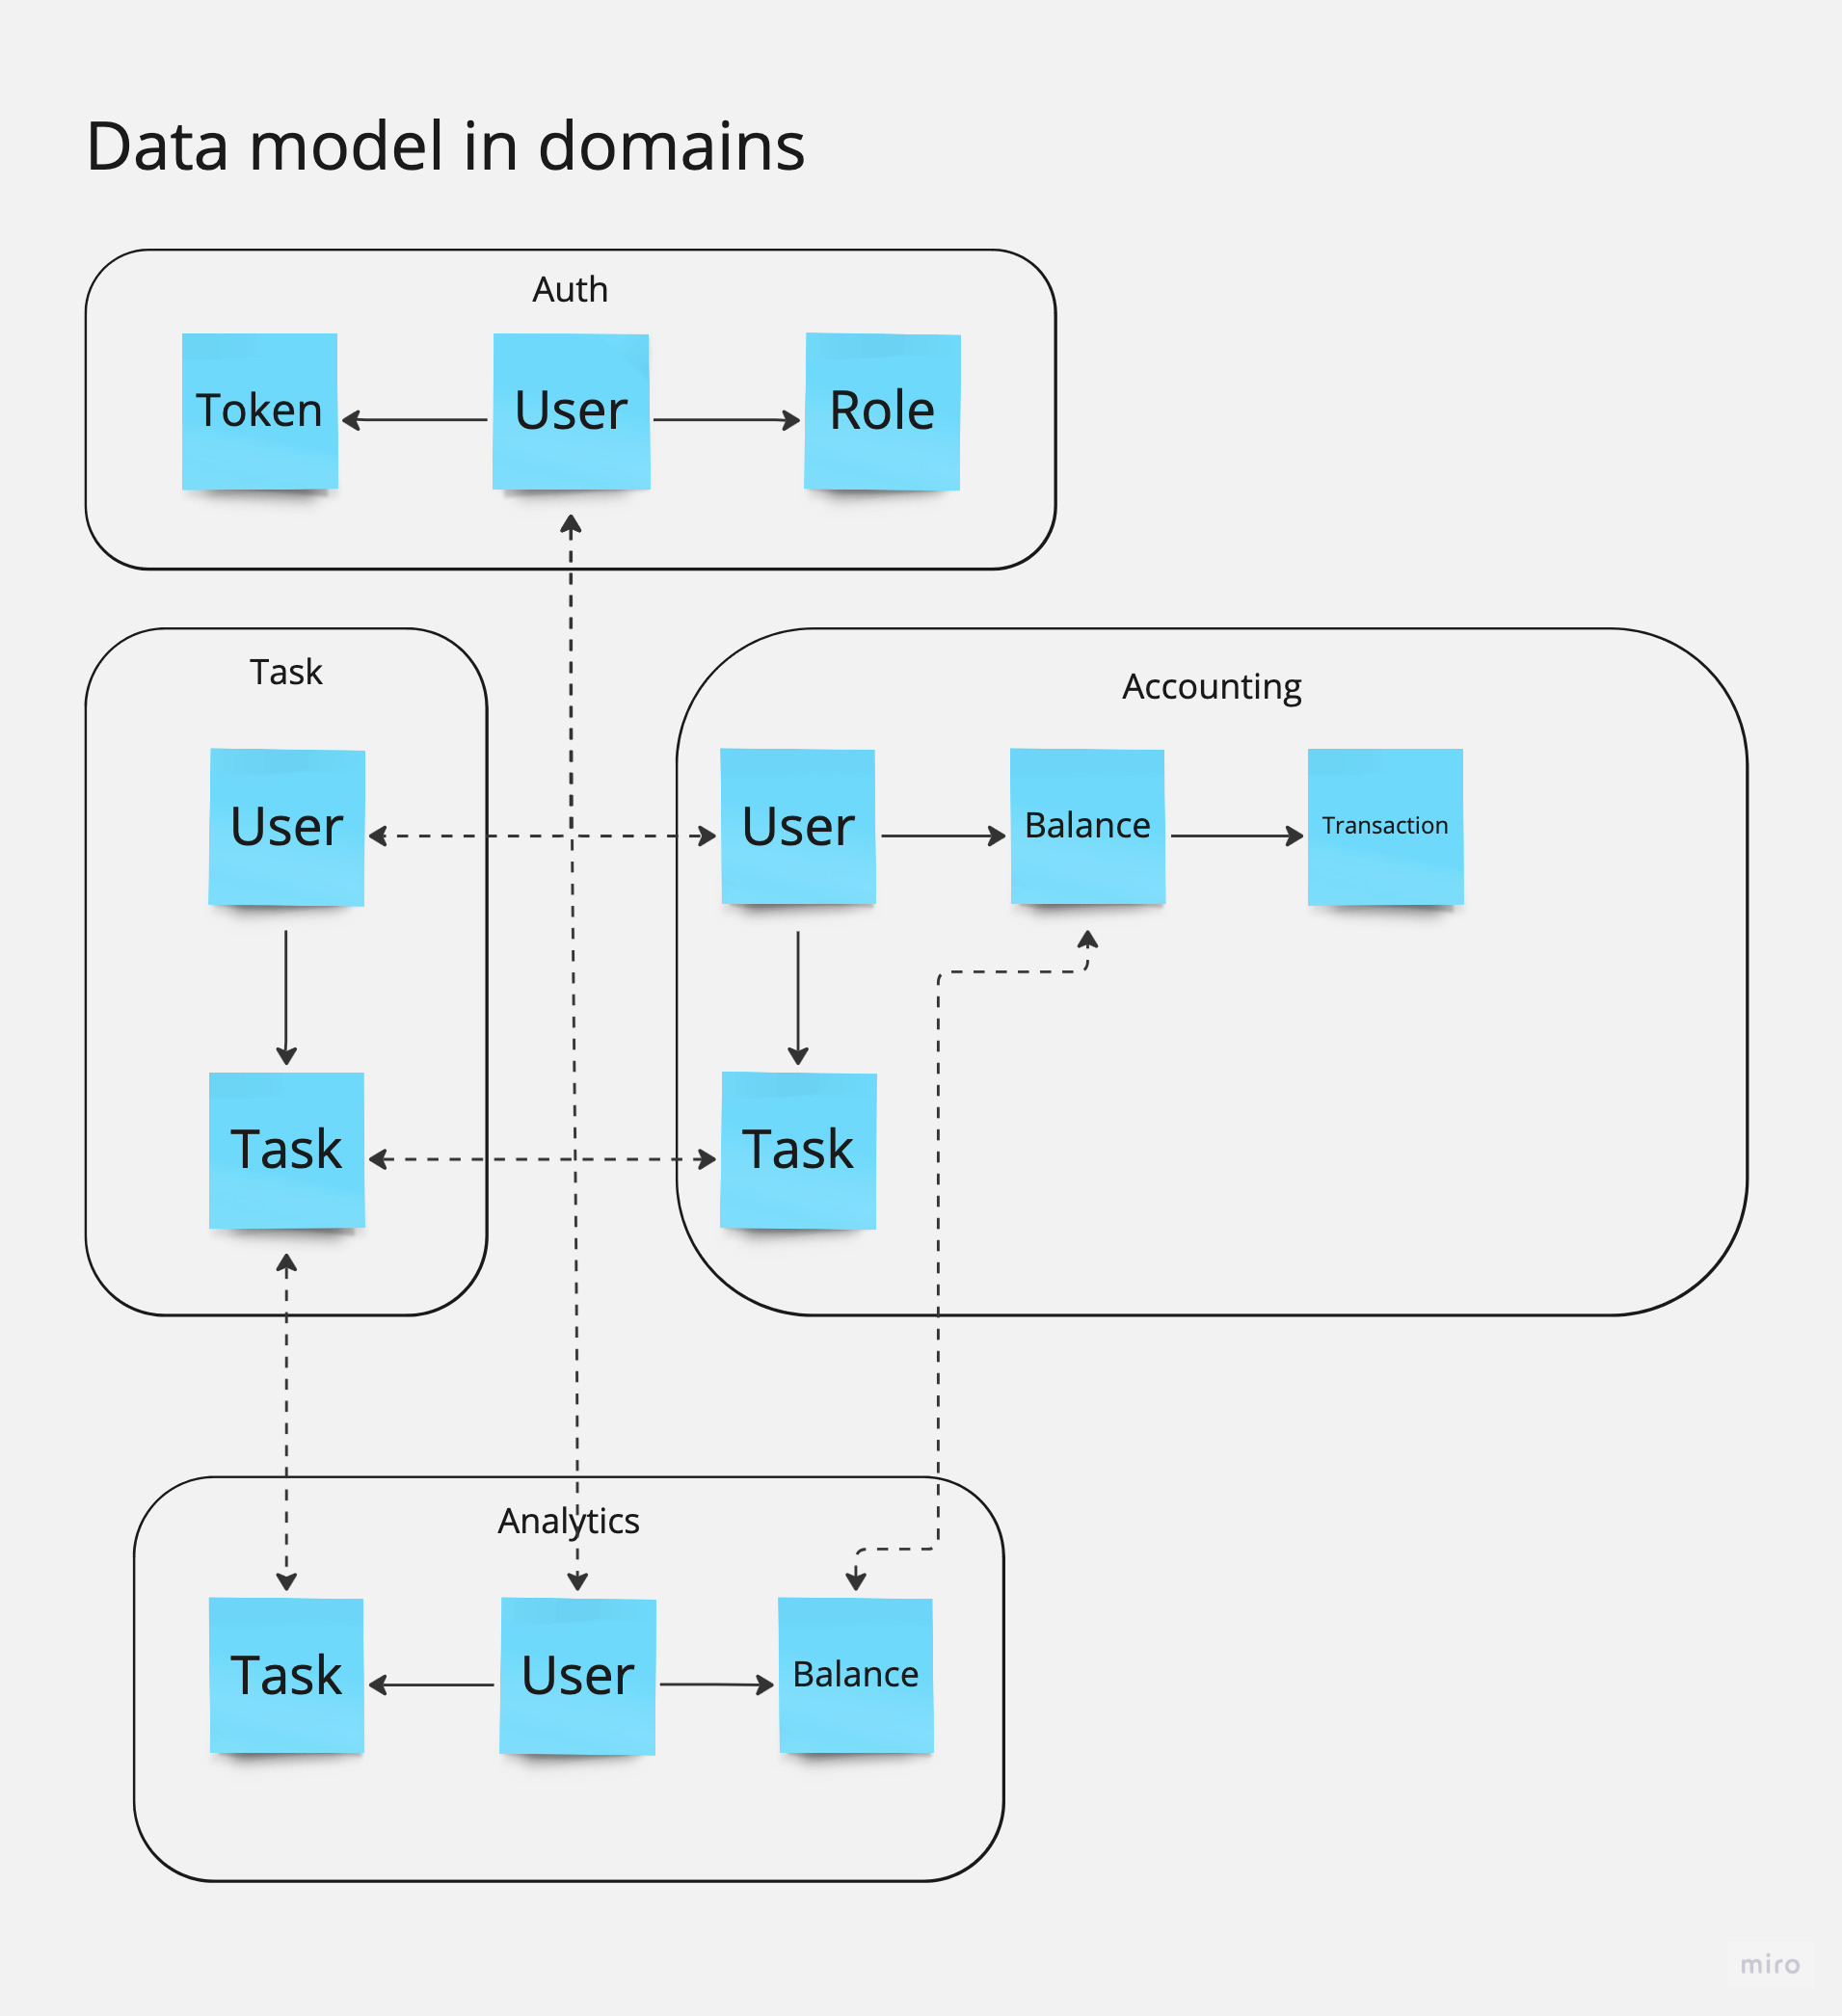 Data model in domains
Auth
Token
User
Role
Task
User
Task
Accounting
User
Balance
Transaction
Task
Analytics
Task
User
Balance
miro